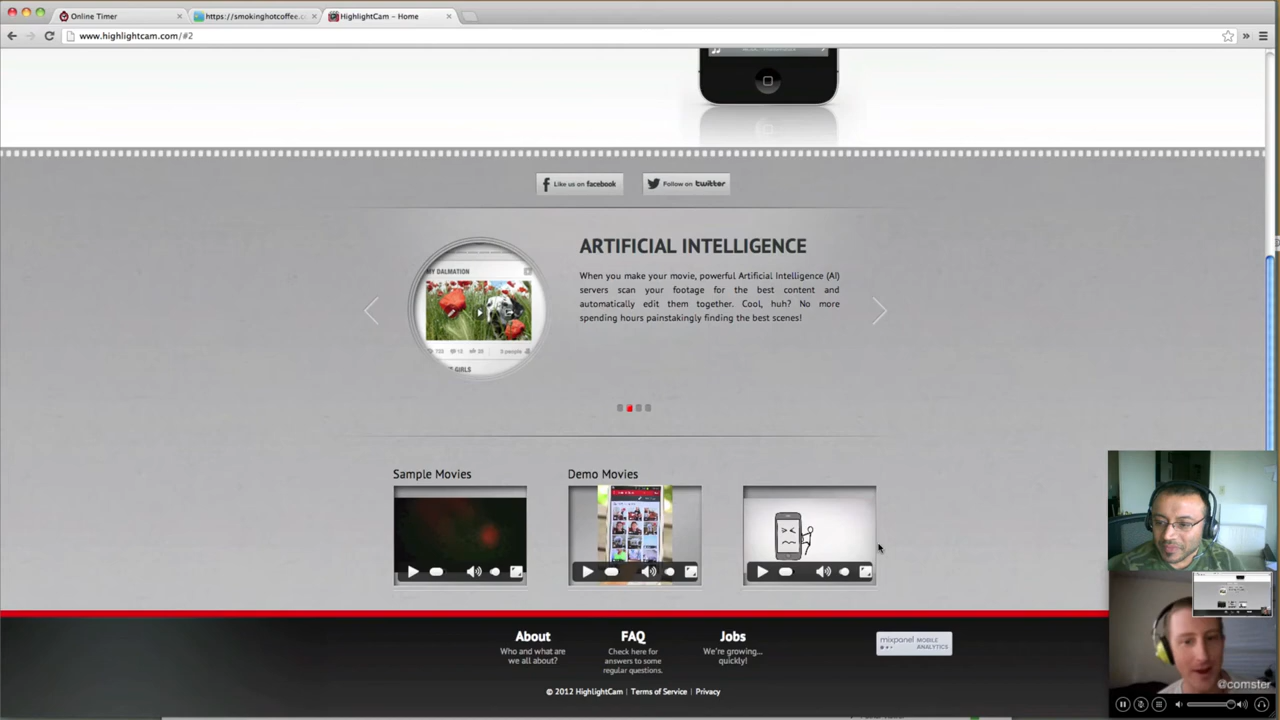 Online Timer
https://smokinghotcoffee.c
HighlightCam – Home
www.highlightcam.com/#2
Like us on facebook
Follow on twitter
MY DALMATION
3 people
GIRLS
ARTIFICIAL INTELLIGENCE
When you make your movie, powerful Artificial Intelligence (AI)
servers scan your footage for the best content and
automatically edit them together. Cool, huh? No more
spending hours painstakingly finding the best scenes!
Sample Movies
Demo Movies
About
Who and what are
we all about?
FAQ
Check here for
answers to some
regular questions.
Jobs
We're growing...
quickly!
mixpanel MOBILE
ANALYTICS
© 2012 HighlightCam | Terms of Service | Privacy
@comster